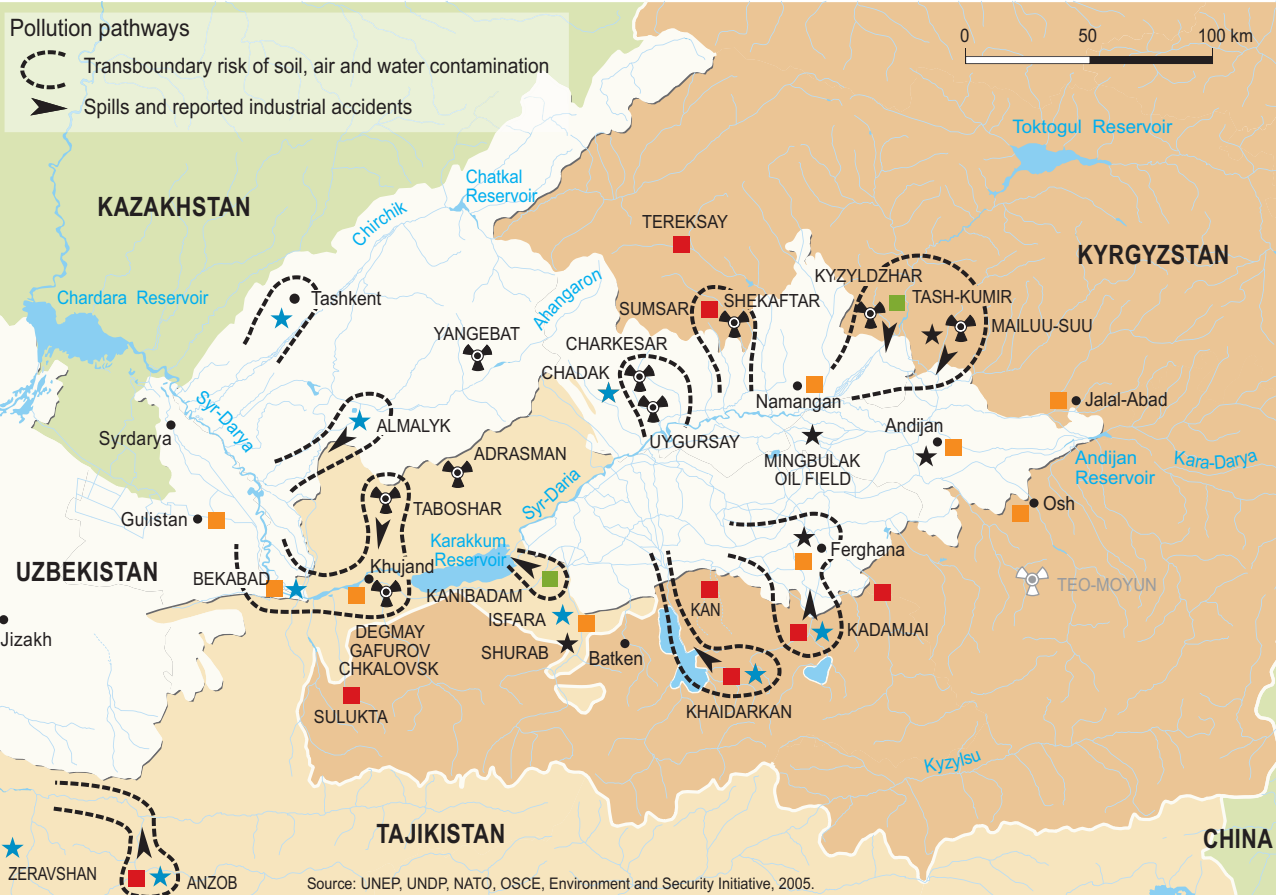 Pollution pathways
Transboundary risk of soil, air and water contamination
Spills and reported industrial accidents
0 50 100 km
Toktogul Reservoir
Chatkal
Reservoir
KAZAKHSTAN
Chirchik
TEREKSAY
KYRGYZSTAN
Chardara Reservoir
Tashkent
Ahangaron
KYZYLDZHAR
SUMSAR
SHEKAFTAR
TASH-KUMIR
MAILUU-SUU
YANGEBAT
CHARKESAR
CHADAK
Syr-Darya
Namangan
Jalal-Abad
Syrdarya
ALMALYK
UYGURSAY
Andijan
MINGBULAK
OIL FIELD
Andijan
Reservoir
Kara-Darya
ADRASMAN
TABOSHAR
Syr-Daria
Gulistan
Osh
Karakkum
Reservoir
Ferghana
UZBEKISTAN
BEKABAD
Khujand
KANIBADAM
TEO-MOYUN
ISFARA
KAN
KADAMJAI
Jizakh
DEGMAY
GAFUROV
CHKALOVSK
SHURAB
Batken
SULUKTA
KHAIDARKAN
Kyzylsu
TAJIKISTAN
CHINA
ZERAVSHAN
ANZOB
Source: UNEP, UNDP, NATO, OSCE, Environment and Security Initiative, 2005.